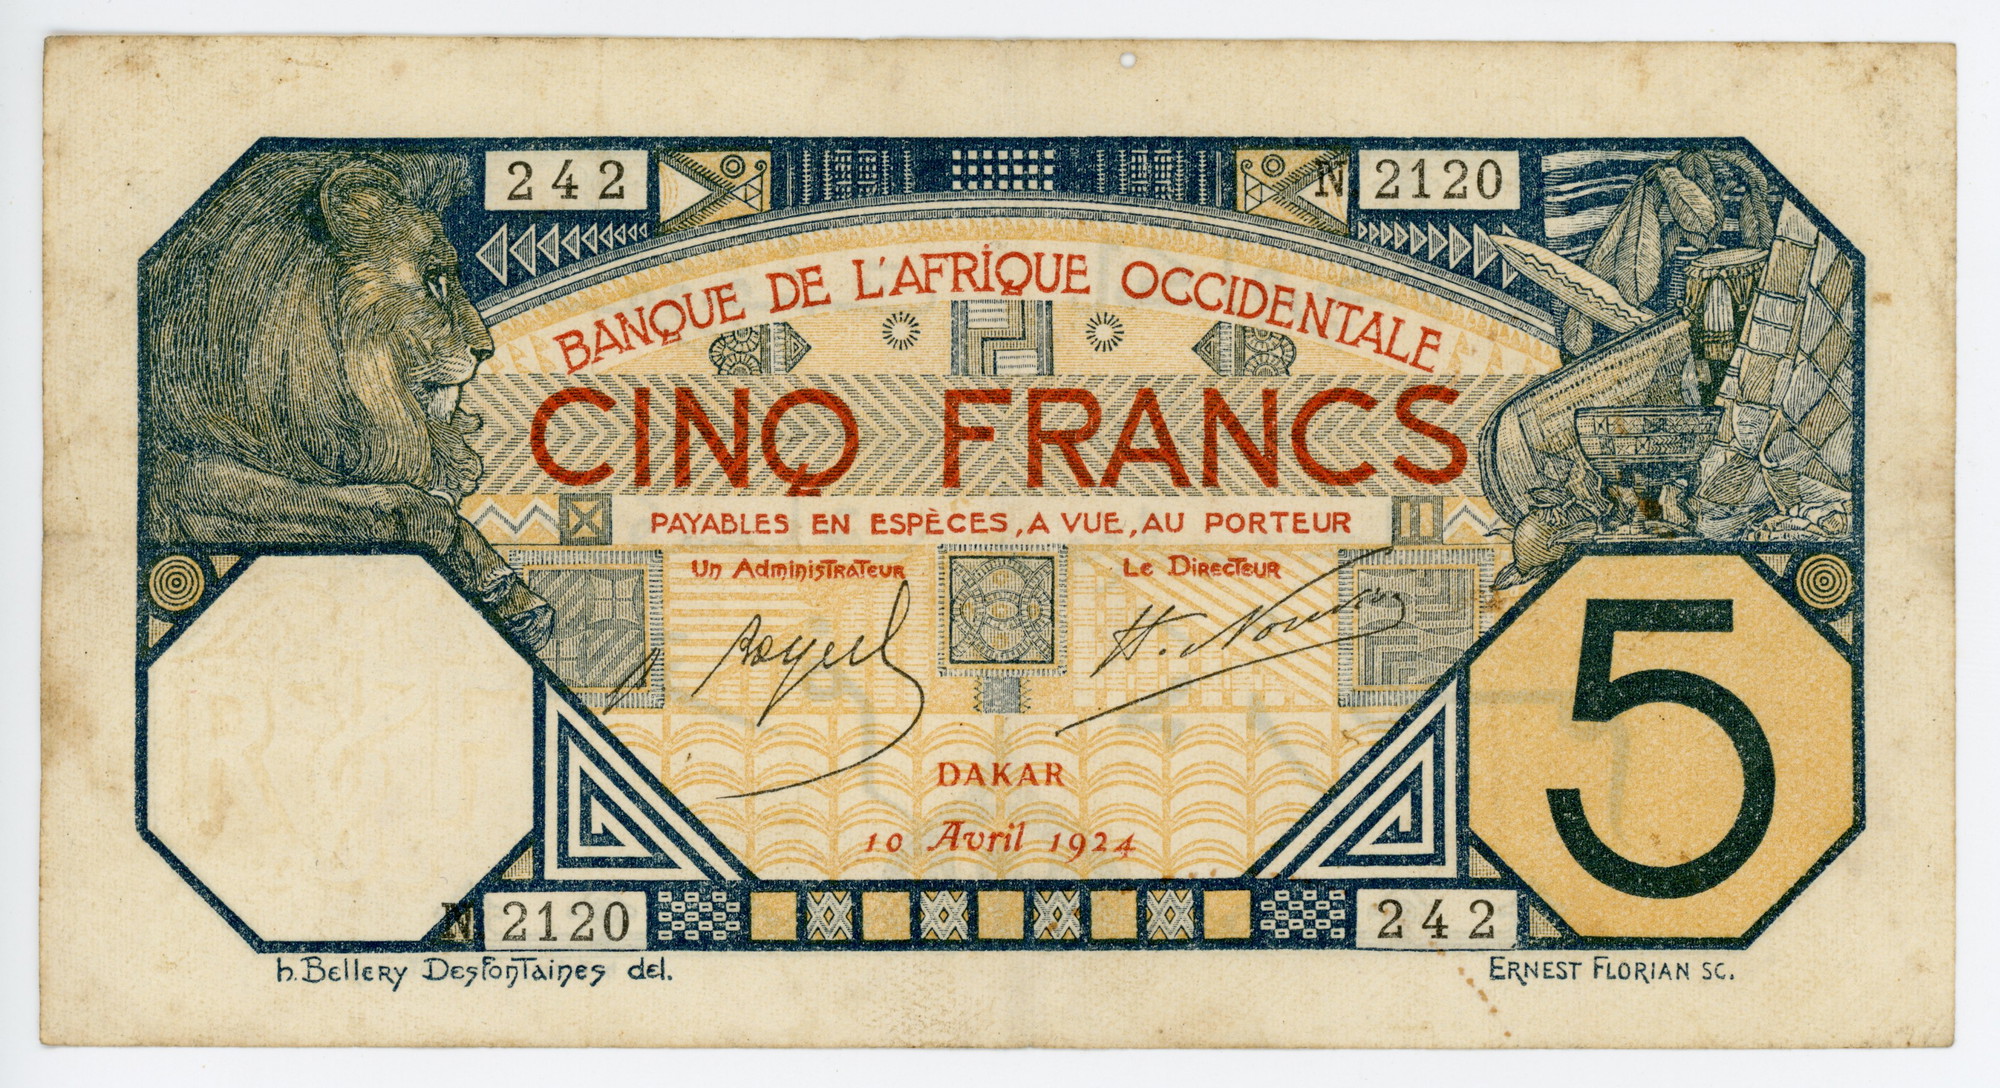 242
N. 2120
BANQUE DE L'AFRIQUE OCCIDENTALE
CINQ FRANCS
PAYABLES EN ESPÈCES, A VUE, AU PORTEUR
Un Administrateur
Le Directeur
DAKAR
10 Avril 1924
5
N. 2120
242
h. Bellery Desfontaines del.
ERNEST FLORIAN SC.